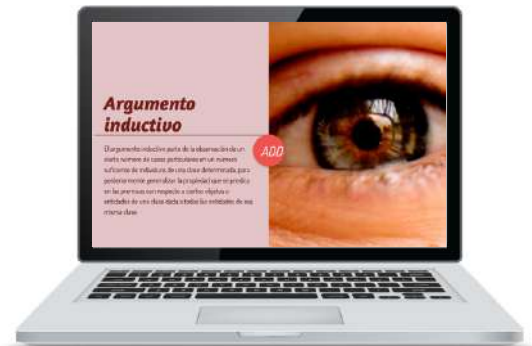 Argumento
inductivo
El argumento inductivo parte de la observación de un
cierto número de casos particulares en un número
suficiente de individuos de una clase determinada, para
posteriormente generalizar la propiedad que se predica
en las premisas con respecto a ciertos objetos o
entidades de una clase dada a todas las entidades de esa
misma clase.
ADD